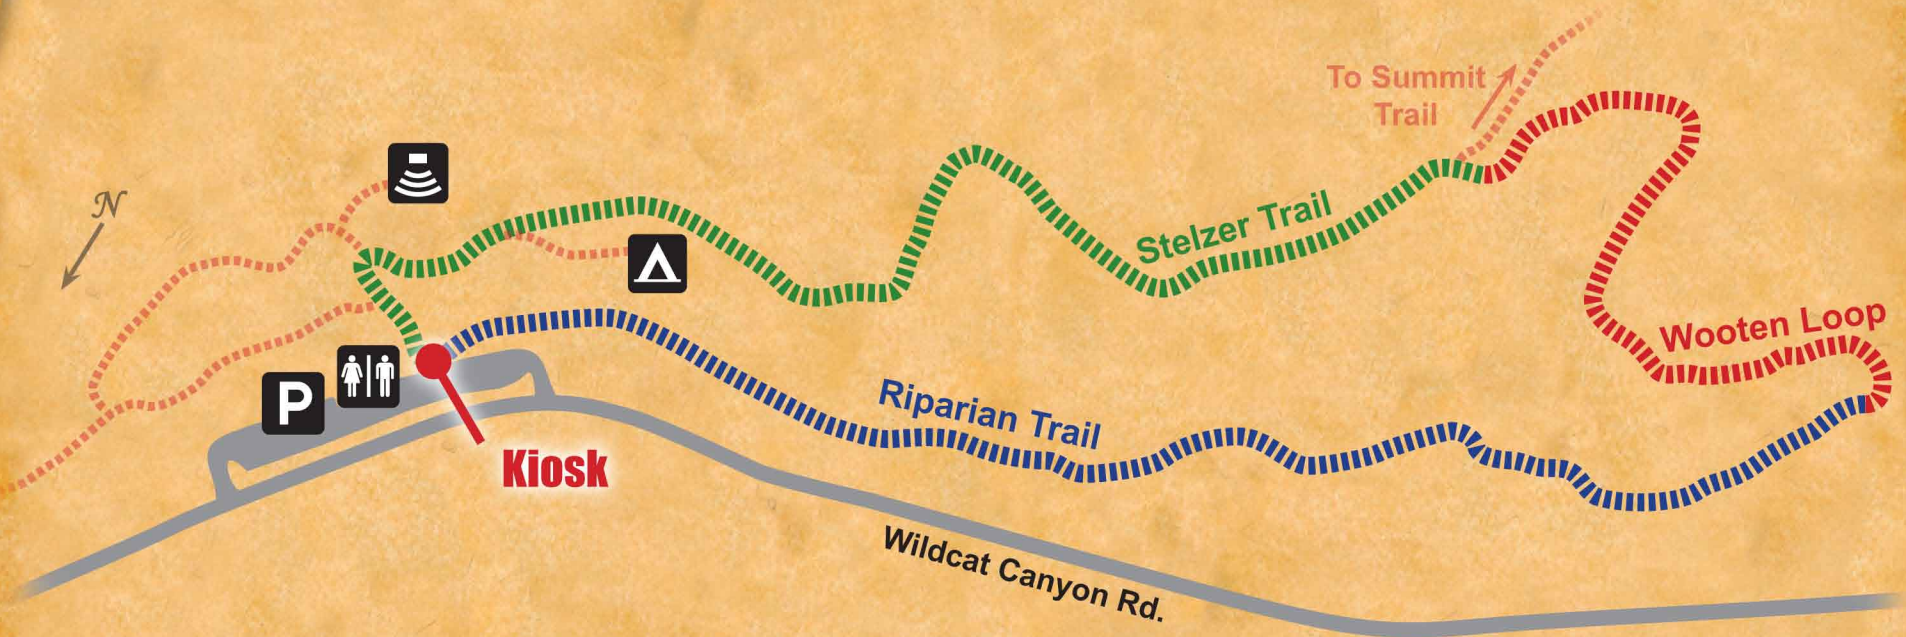 To Summit
Trail
N
Stelzer Trail
Wooten Loop
P
Riparian Trail
Kiosk
Wildcat Canyon Rd.